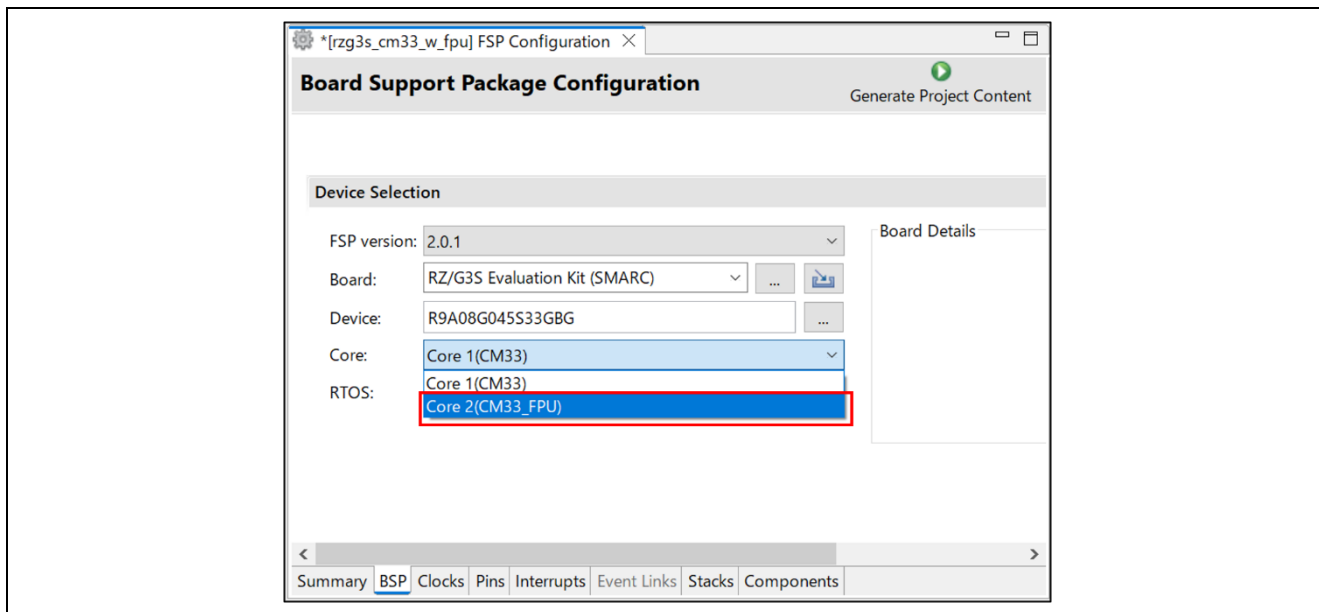 *[rzg3s_cm33_w_fpu] FSP Configuration
Board Support Package Configuration
Generate Project Content
Device Selection
FSP version: 2.0.1
Board: RZ/G3S Evaluation Kit (SMARC) ...
Device: R9A08G045S33GBG ...
Core: Core 1(CM33)
Core 1(CM33)
RTOS:
Core 2(CM33_FPU)
Board Details
Summary BSP Clocks Pins Interrupts Event Links Stacks Components